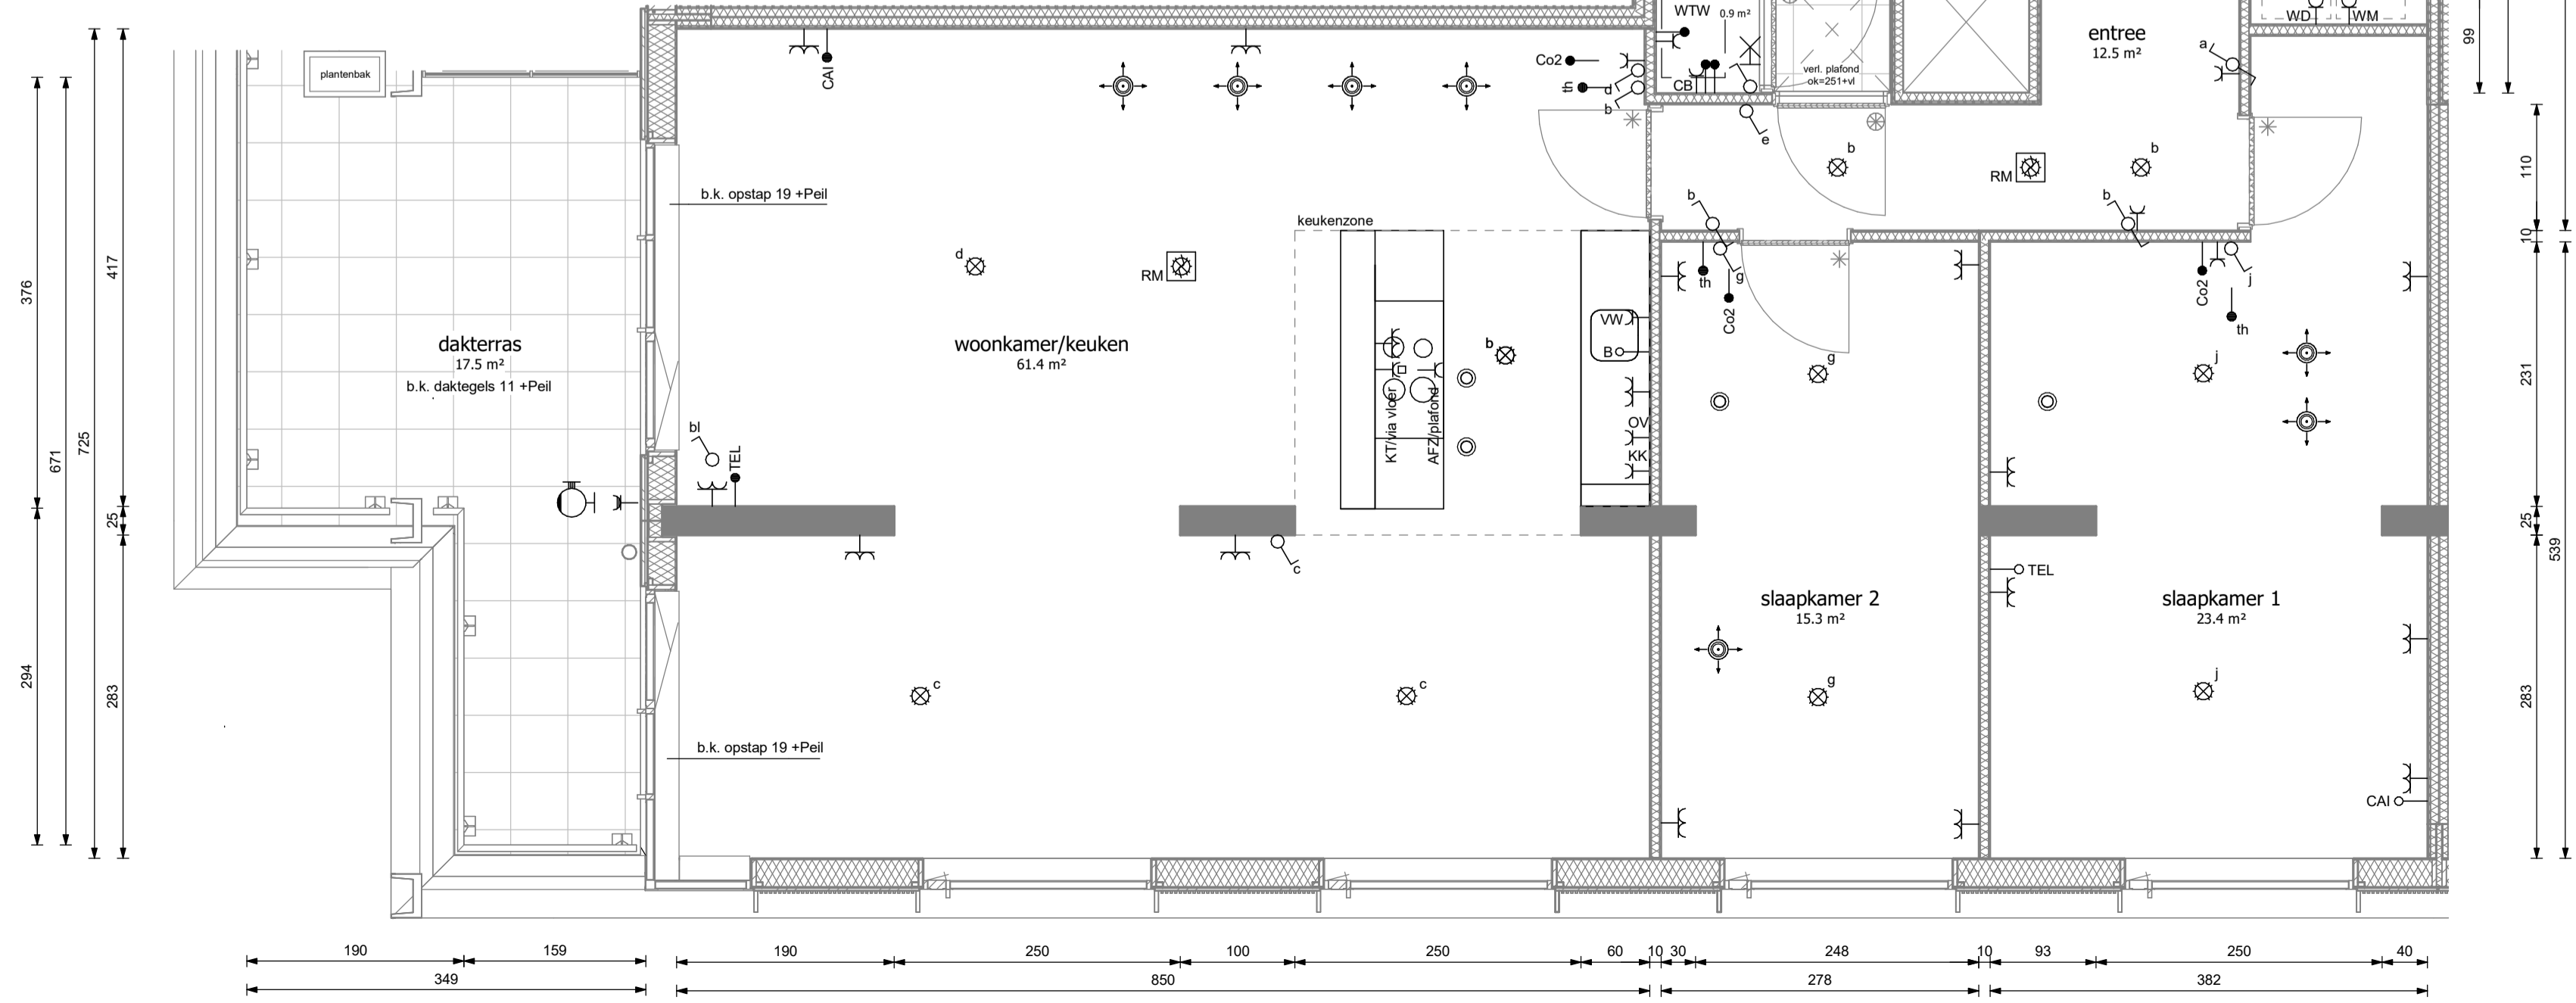 WTW
0.9 m²
WD
WM
plantenbak
CAI
Co2
th
d
b
CB
verl. plafond
ok=251+vl
e
entree
12.5 m²
a
99
b
RM
b
110
b.k. opstap 19 +Peil
keukenzone
b
b
10
d
RM
th
g
Co2
Co2
j
th
376
417
dakterras
17.5 m²
b.k. daktegels 11 +Peil
woonkamer/keuken
61.4 m²
b
VW
B
g
j
231
KT/via vloer
AFZ/plafond
OV
KK
671
725
bl
TEL
25
25
c
TEL
539
slaapkamer 2
15.3 m²
slaapkamer 1
23.4 m²
294
283
c
c
g
j
283
b.k. opstap 19 +Peil
CAI
190
159
190
250
100
250
60
10
30
248
10
93
250
40
349
850
278
382